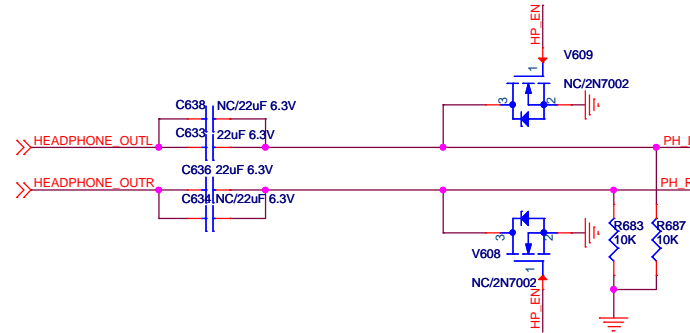 HP_EN
V609
1
NC/2N7002
3
2
C638
NC/22uF 6.3V
HEADPHONE_OUTL
C633
22uF 6.3V
PH_L
C636
22uF 6.3V
HEADPHONE_OUTR
PH_R
C634
NC/22uF 6.3V
3
2
R683
R687
10K
10K
V608
1
NC/2N7002
HP_EN